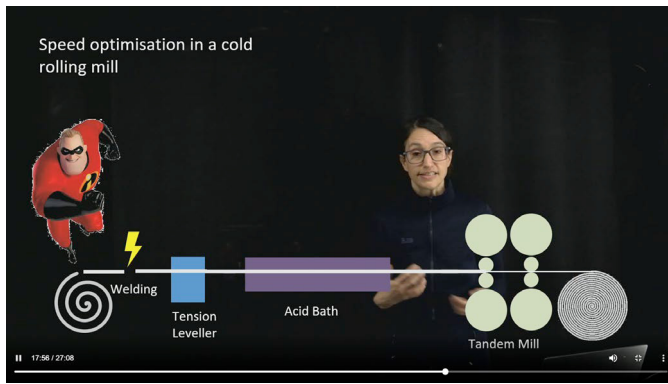 Speed optimisation in a cold
rolling mill
Welding
Tension
Leveller
Acid Bath
Tandem Mill
17:56 / 27:08